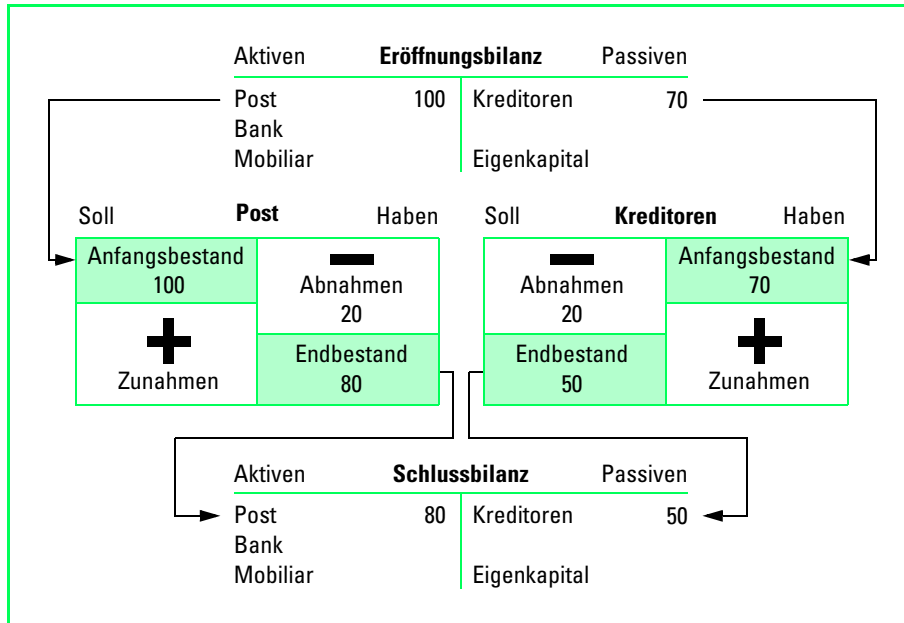 Aktiven Eröffnungsbilanz Passiven
Post 100 Kreditoren 70
Bank
Mobiliar Eigenkapital
Soll Post Haben Soll Kreditoren Haben
Anfangsbestand
100
Abnahmen
20
Zunahmen
Endbestand
80
Abnahmen
20
Anfangsbestand
70
Endbestand
50
Zunahmen
Aktiven Schlussbilanz Passiven
Post 80 Kreditoren 50
Bank
Mobiliar Eigenkapital